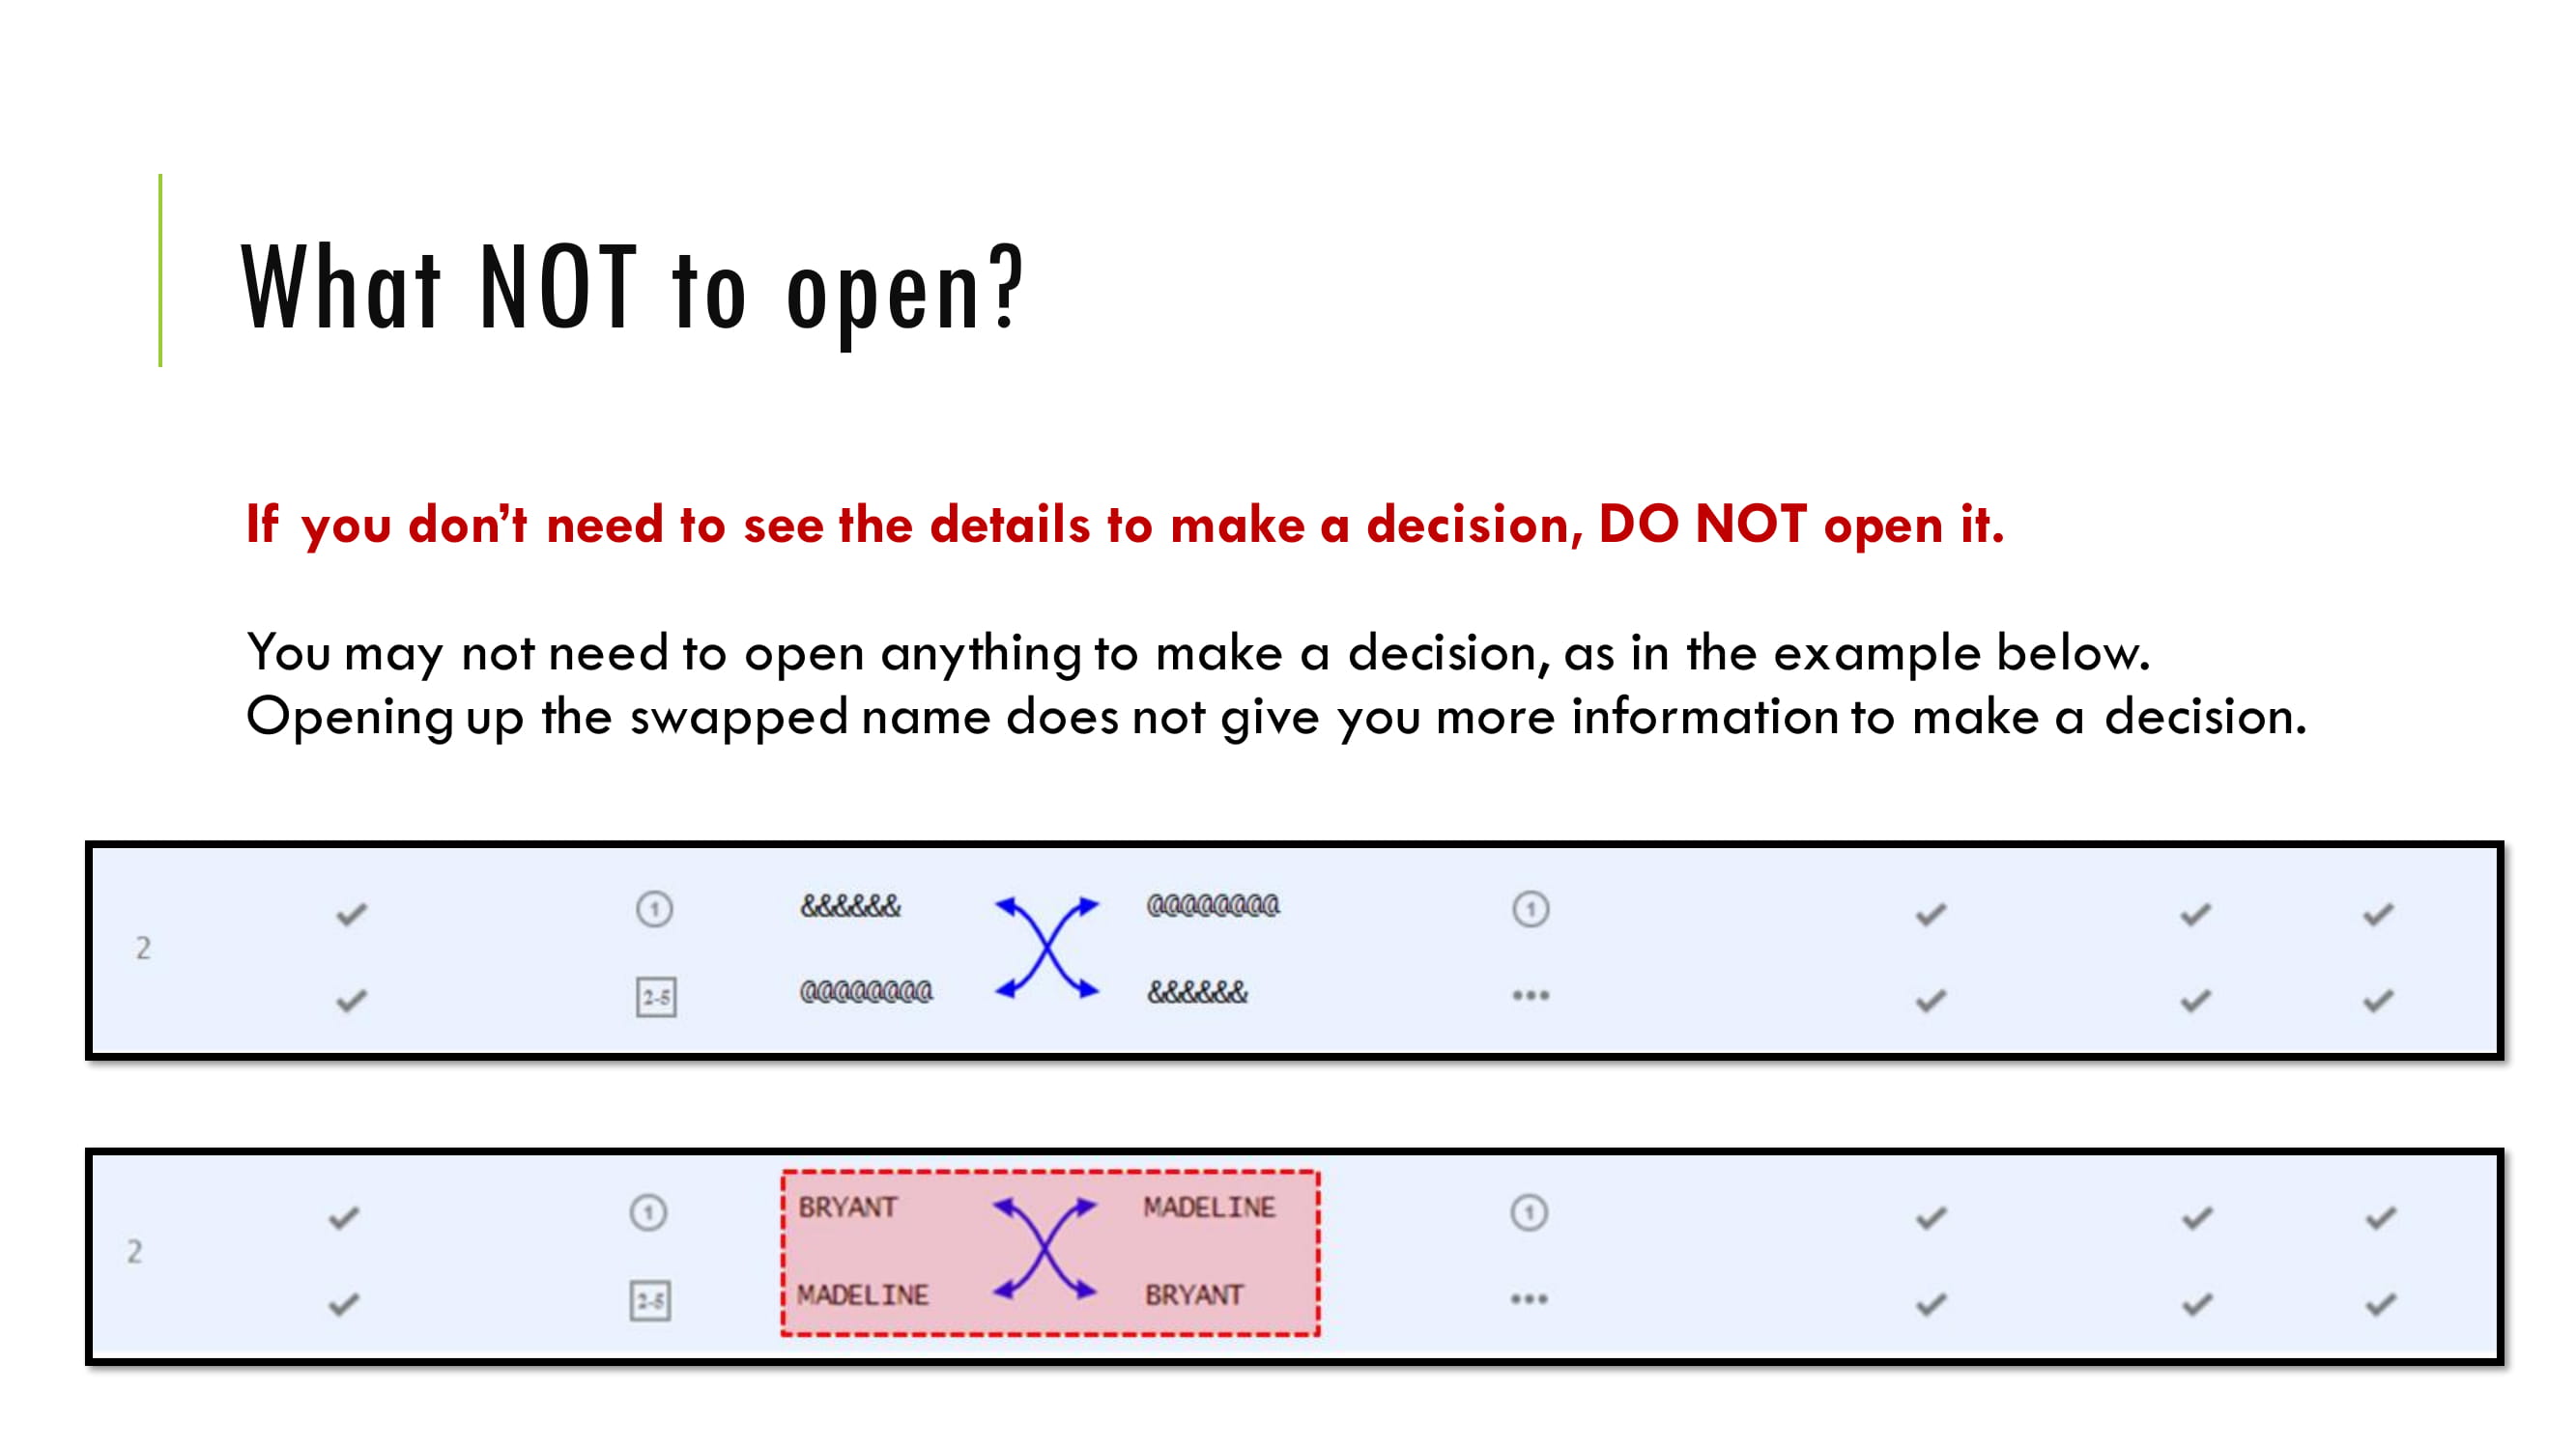 What NOT to open?
If you don’t need to see the details to make a decision, DO NOT open it.
You may not need to open anything to make a decision, as in the example below.
Opening up the swapped name does not give you more information to make a decision.
1 &&&&&& @@@@@@@@ 1
2
2-5 @@@@@@@@ &&&&&& •••
1 BRYANT MADELINE 1
2
2-5 MADELINE BRYANT •••